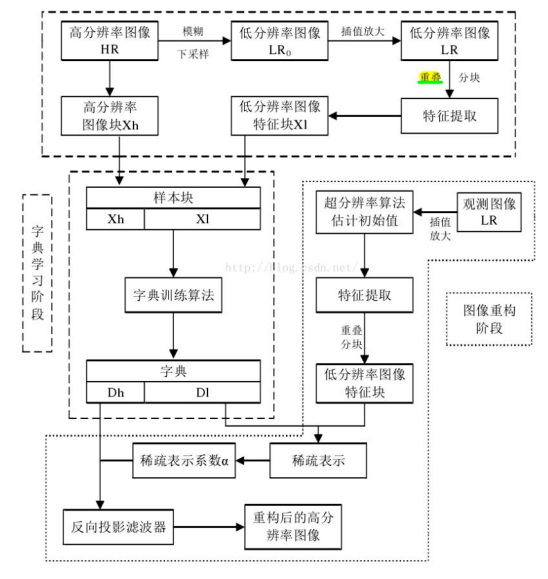 高分辨率图像
HR
模糊
下采样
低分辨率图像
LR₀
插值放大
低分辨率图像
LR
重叠 分块
高分辨率
图像块Xh
低分辨率图像
特征块Xl
特征提取
字典学习阶段
样本块
Xh Xl
超分辨率算法
估计初始值
插值
放大
观测图像
LR
http://blog.csdn.net/
字典训练算法
特征提取
图像重构
阶段
重叠
分块
字典
Dh Dl
低分辨率图像
特征块
稀疏表示系数α
稀疏表示
反向投影滤波器
重构后的高分
辨率图像